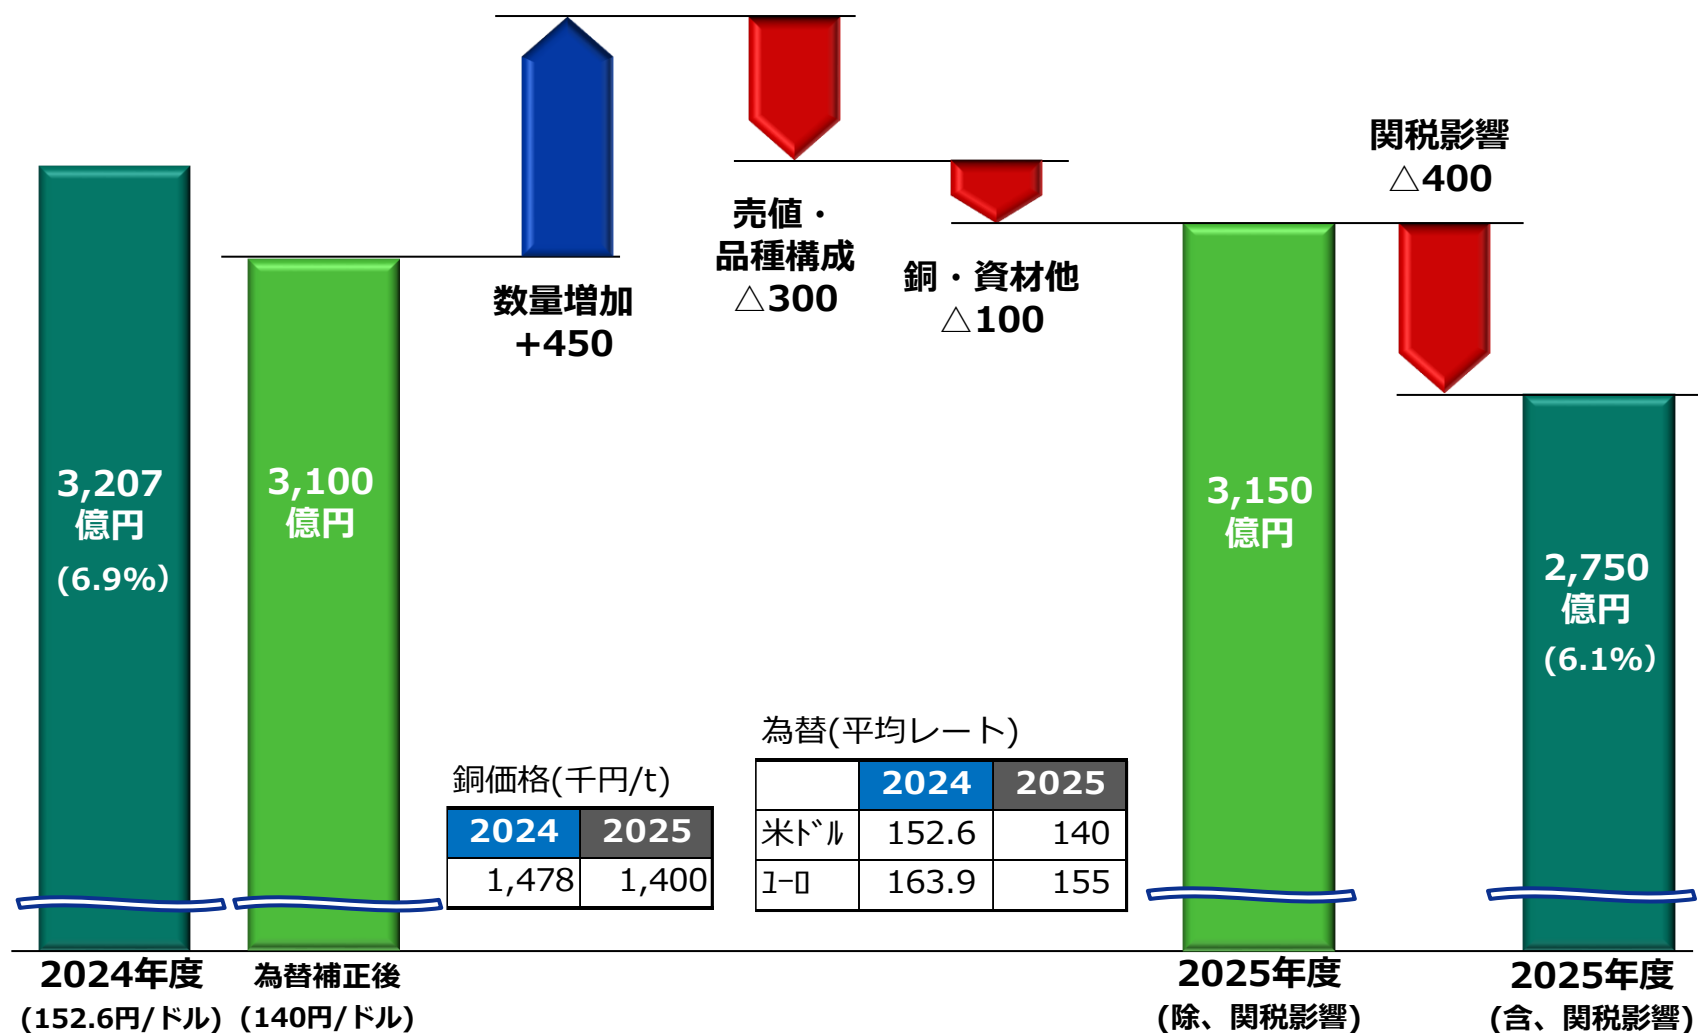 関税影響
△400
売値・
品種構成
△300
銅・資材他
△100
数量増加
+450
3,207
億円
(6.9%)
3,100
億円
3,150
億円
2,750
億円
(6.1%)
銅価格(千円/t)
2024 2025
1,478 1,400
為替(平均レート)
2024 2025
米ﾄﾞﾙ 152.6 140
ﾕｰﾛ 163.9 155
2024年度
(152.6円/ドル)
為替補正後
(140円/ドル)
2025年度
(除、関税影響)
2025年度
(含、関税影響)